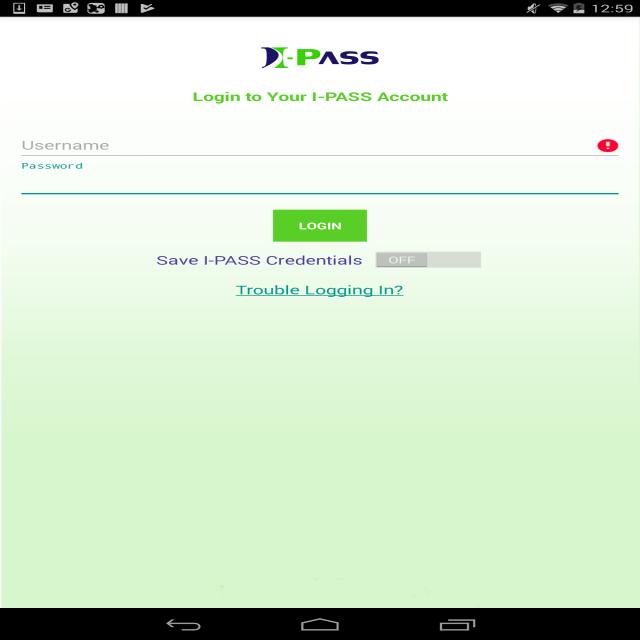 12:59
I-PASS
Login to Your I-PASS Account
Username
Password
LOGIN
Save I-PASS Credentials OFF
Trouble Logging In?